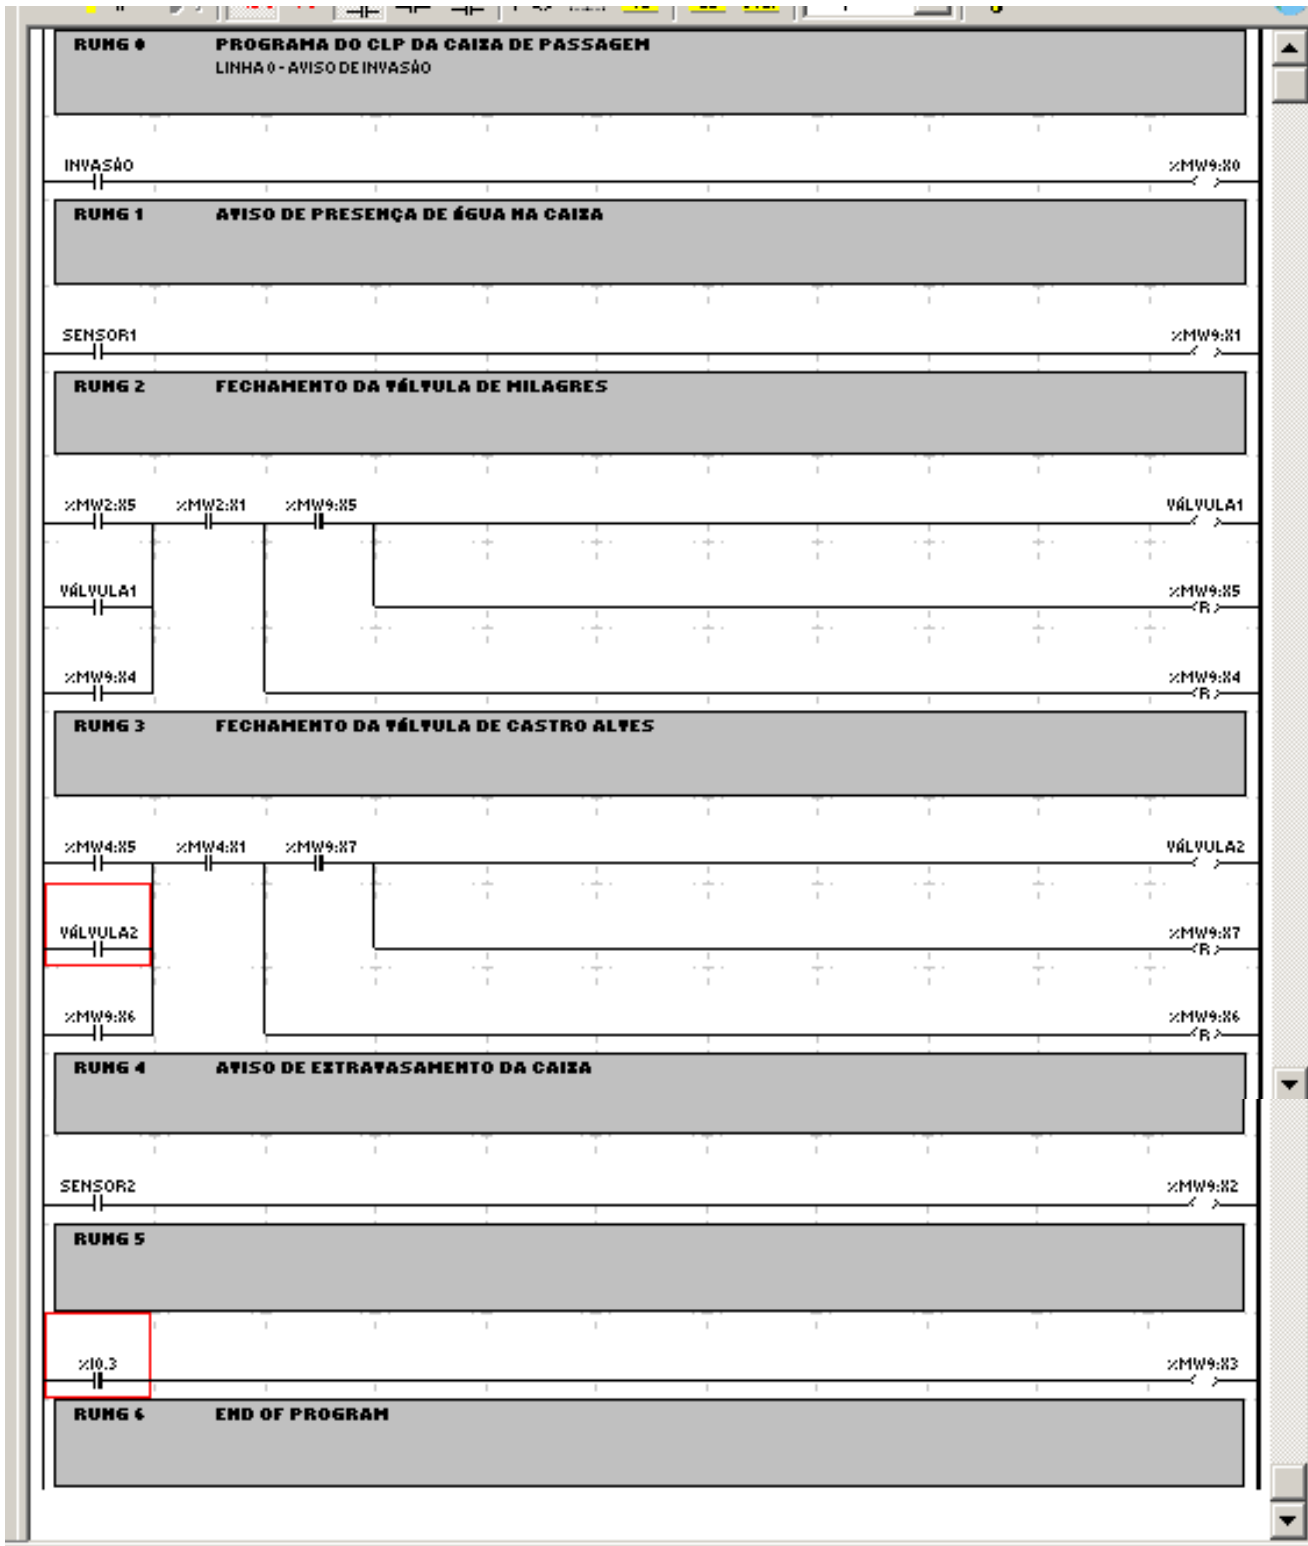 RUNG 0 PROGRAMA DO CLP DA CAIXA DE PASSAGEM
LINHA 0 - AVISO DE INVASÃO
INVASÃO %MW9:X0
RUNG 1 AVISO DE PRESENÇA DE ÁGUA NA CAIXA
SENSOR1 %MW9:X1
RUNG 2 FECHAMENTO DA VÁLVULA DE MILAGRES
%MW2:X5 %MW2:X1 %MW9:X5 VÁLVULA1
VÁLVULA1 %MW9:X5
R
%MW9:X4 %MW9:X4
R
RUNG 3 FECHAMENTO DA VÁLVULA DE CASTRO ALVES
%MW4:X5 %MW4:X1 %MW9:X7 VÁLVULA2
VÁLVULA2 %MW9:X7
R
%MW9:X6 %MW9:X6
R
RUNG 4 AVISO DE EXTRAVASAMENTO DA CAIXA
SENSOR2 %MW9:X2
RUNG 5
%I0.3 %MW9:X3
RUNG 6 END OF PROGRAM